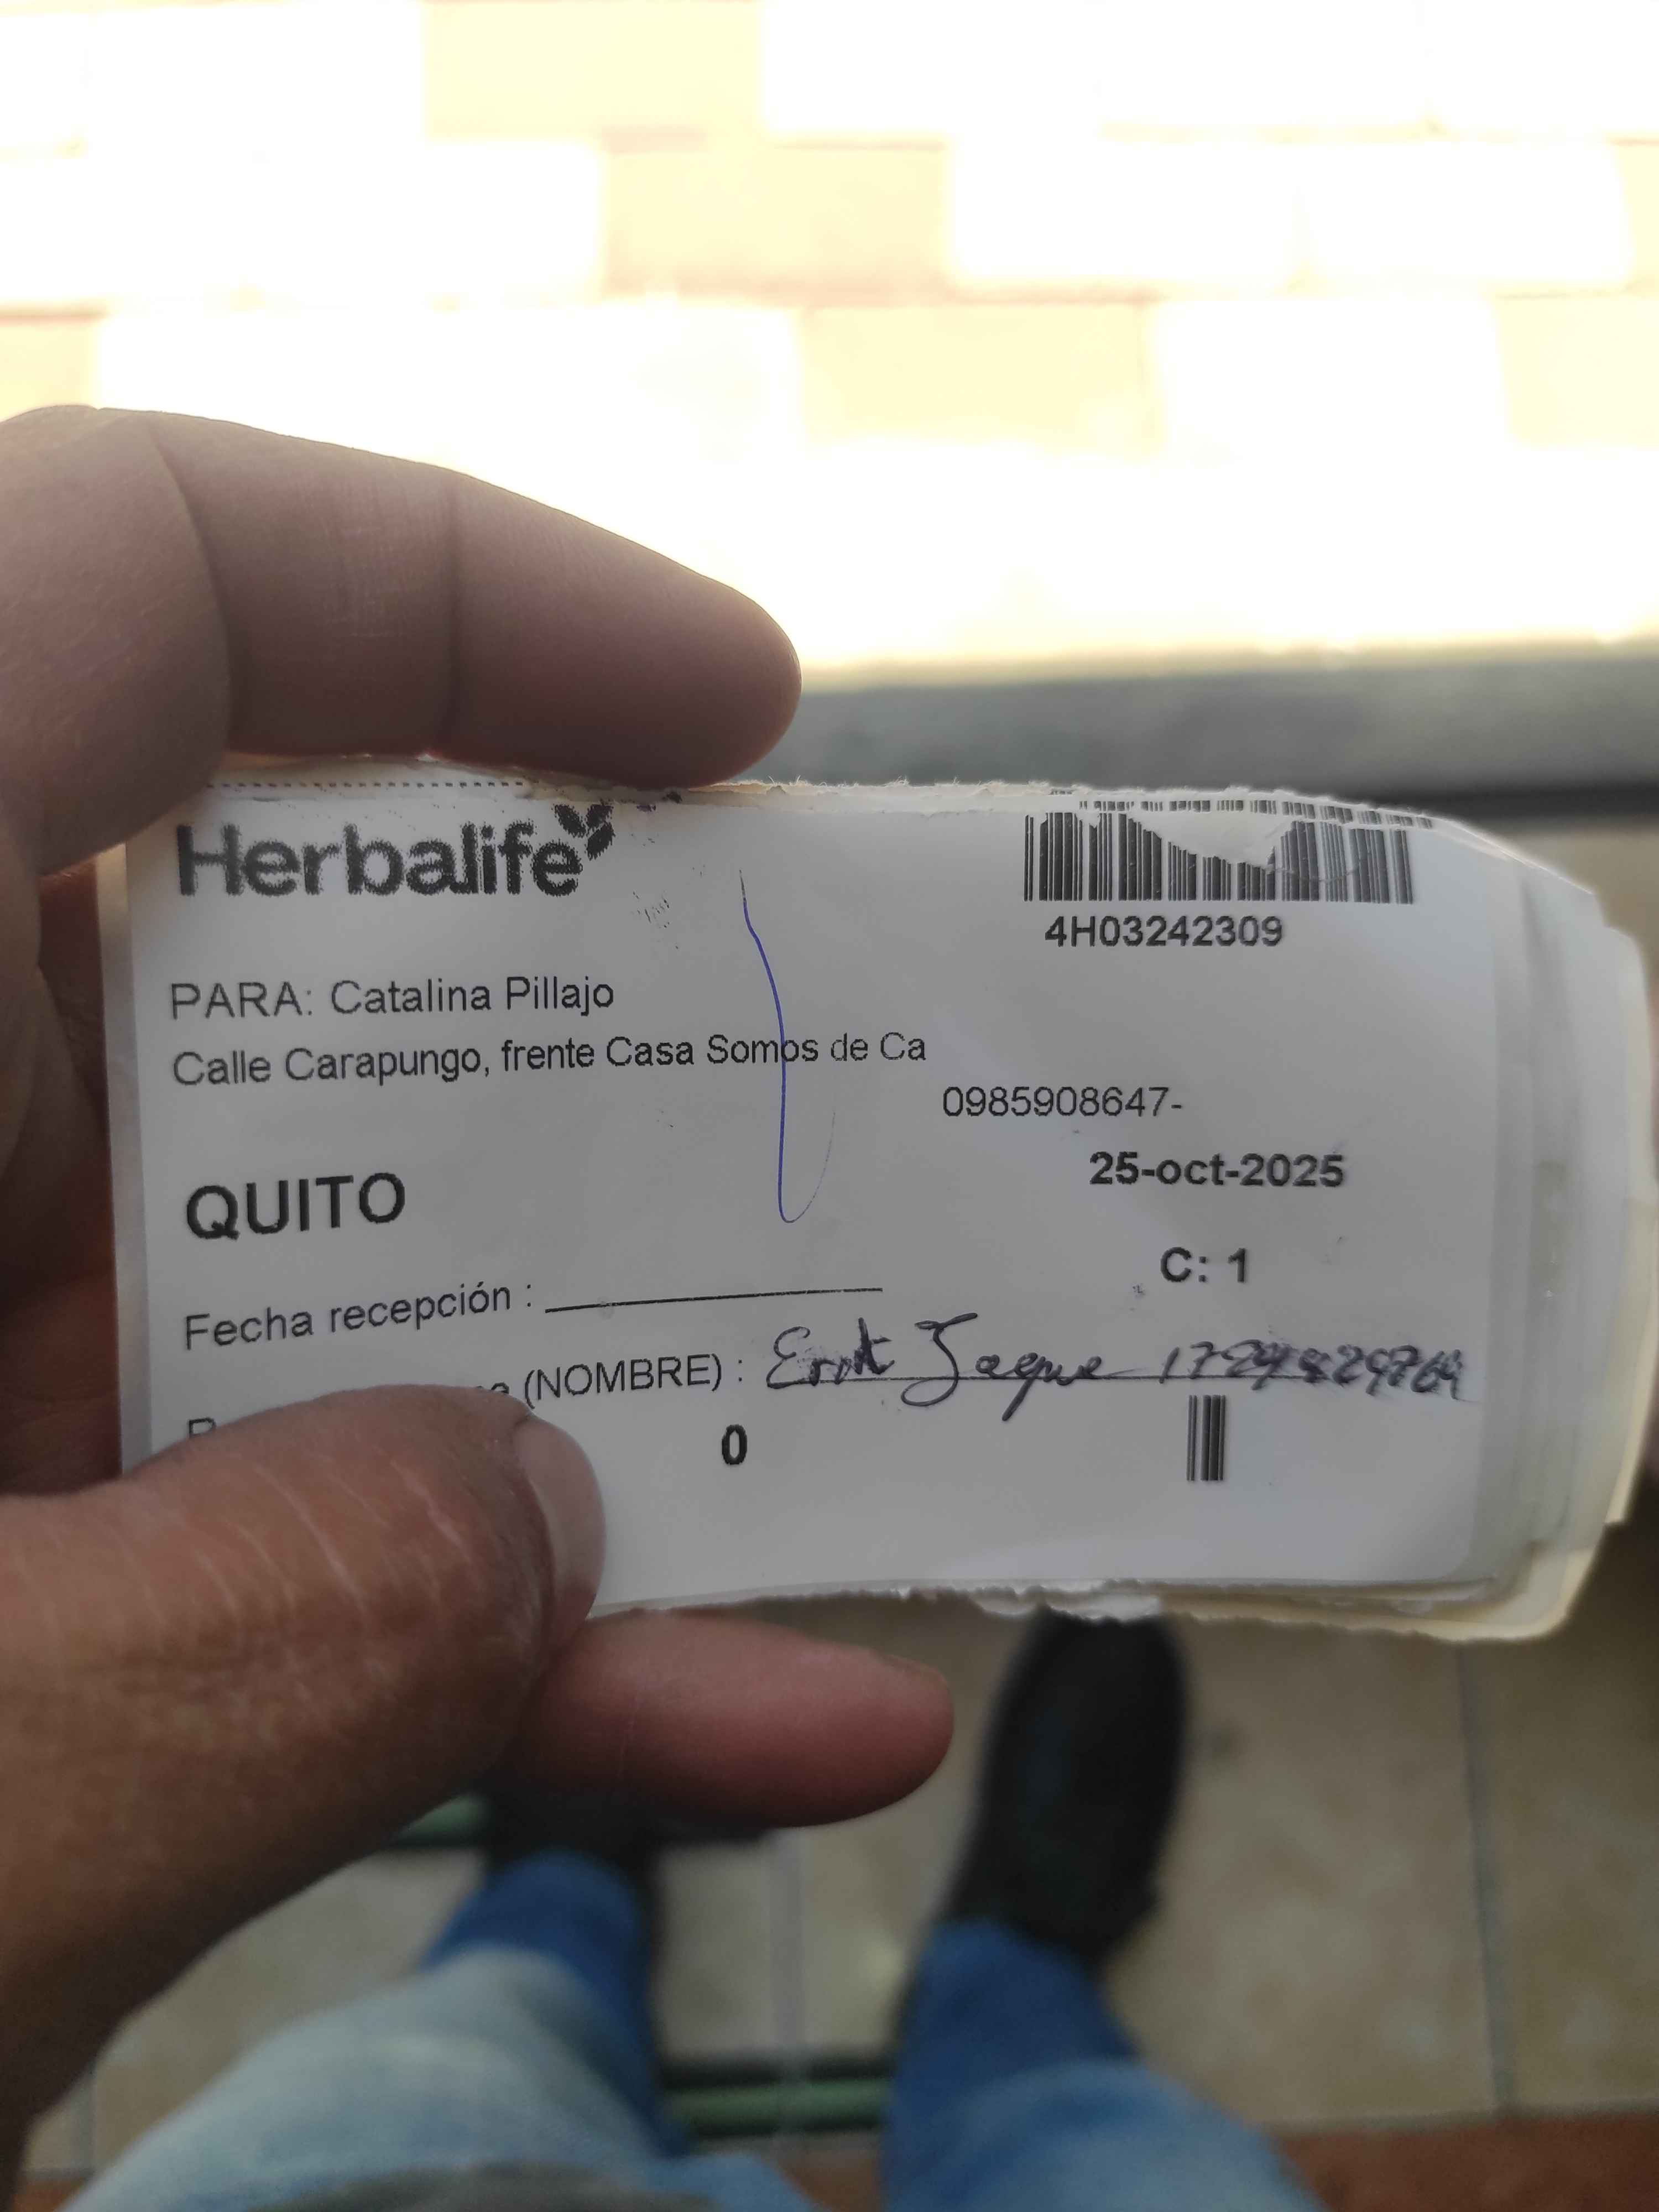 Herbalife
4H03242309
PARA: Catalina Pillajo
Calle Carapungo, frente Casa Somos de Ca
0985908647-
25-oct-2025
QUITO
C: 1
Fecha recepción :
(NOMBRE) :
0